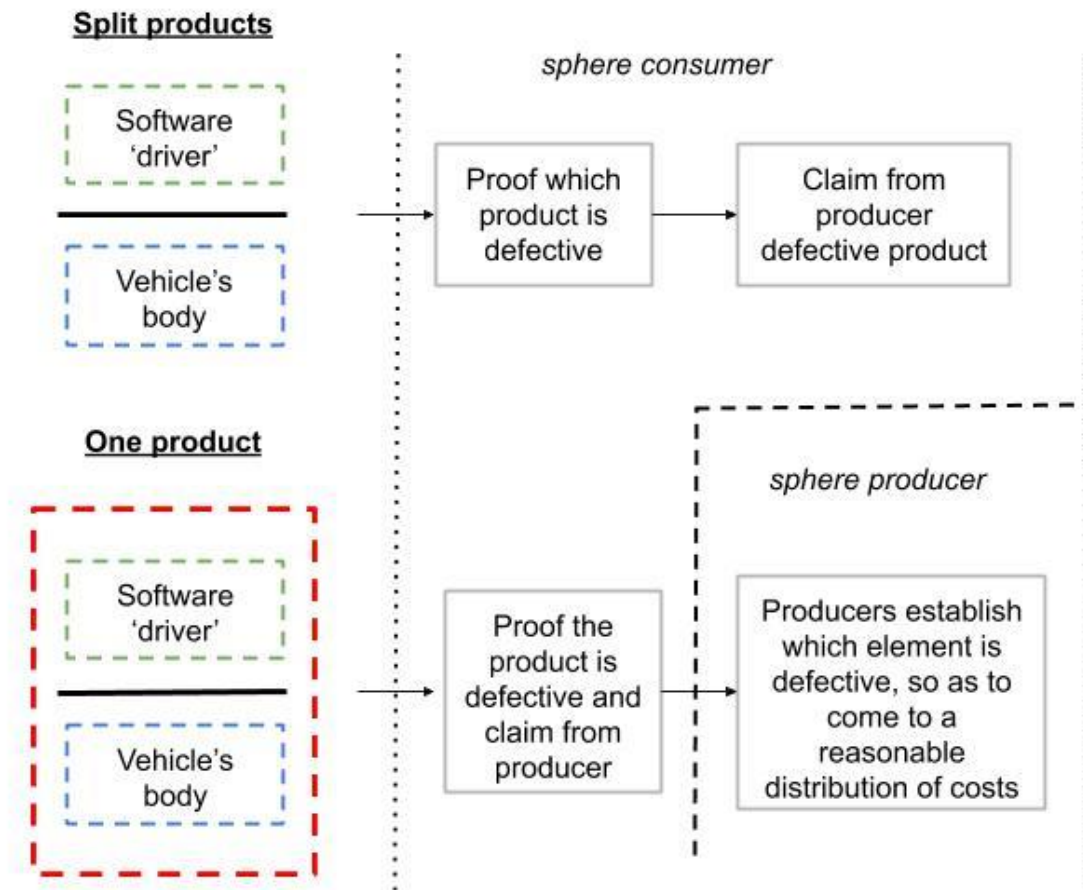 Split products
sphere consumer
Software
‘driver’
Vehicle’s
body
Proof which
product is
defective
Claim from
producer
defective product
One product
sphere producer
Software
‘driver’
Vehicle’s
body
Proof the
product is
defective and
claim from
producer
Producers establish
which element is
defective, so as to
come to a
reasonable
distribution of costs